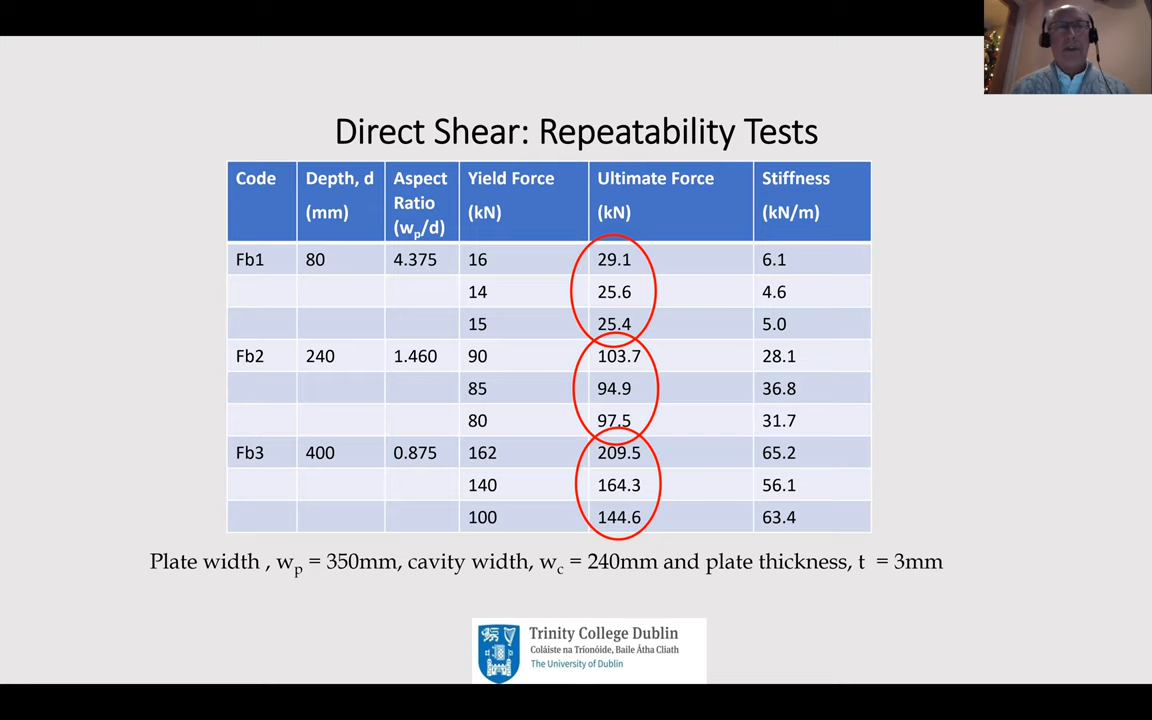 Direct Shear: Repeatability Tests
Code Depth, d (mm) Aspect Ratio (wp/d) Yield Force (kN) Ultimate Force (kN) Stiffness (kN/m)
Fb1 80 4.375 16 29.1 6.1
14 25.6 4.6
15 25.4 5.0
Fb2 240 1.460 90 103.7 28.1
85 94.9 36.8
80 97.5 31.7
Fb3 400 0.875 162 209.5 65.2
140 164.3 56.1
100 144.6 63.4
Plate width , wp = 350mm, cavity width, wc = 240mm and plate thickness, t = 3mm
Trinity College Dublin
Coláiste na Tríonóide, Baile Átha Cliath
The University of Dublin